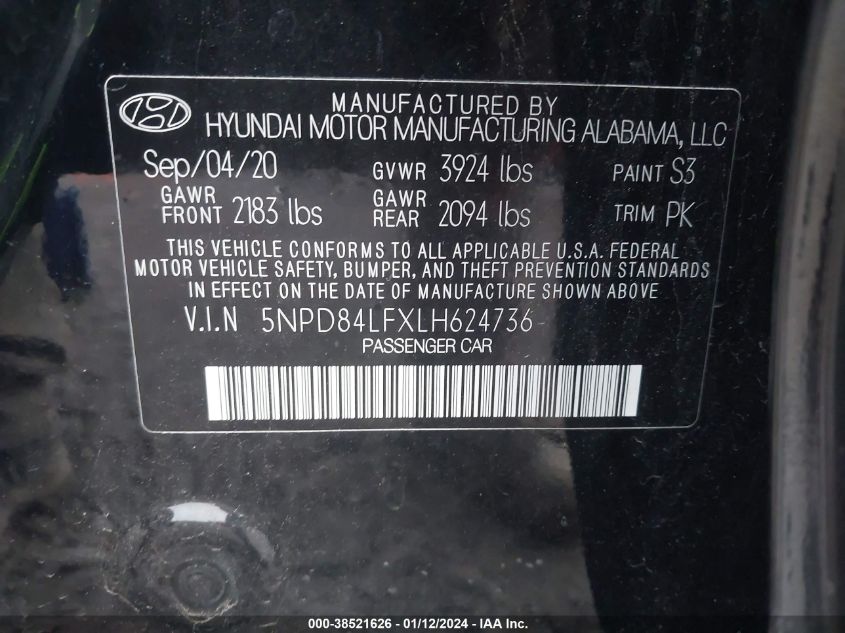 MANUFACTURED BY
HYUNDAI MOTOR MANUFACTURING ALABAMA, LLC
Sep/04/20 GVWR 3924 lbs PAINT S3
GAWR FRONT 2183 lbs GAWR REAR 2094 lbs TRIM PK
THIS VEHICLE CONFORMS TO ALL APPLICABLE U.S.A. FEDERAL
MOTOR VEHICLE SAFETY, BUMPER, AND THEFT PREVENTION STANDARDS
IN EFFECT ON THE DATE OF MANUFACTURE SHOWN ABOVE
V.I.N 5NPD84LFXLH624736
PASSENGER CAR
000-38521626 - 01/12/2024 - IAA Inc.